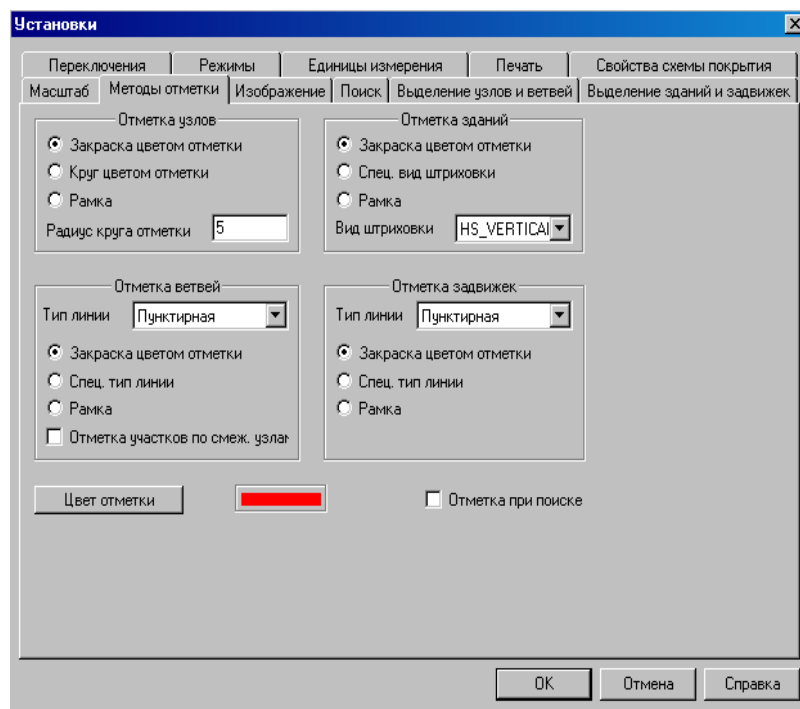 Установки
Переключения Режимы Единицы измерения Печать Свойства схемы покрытия
Масштаб Методы отметки Изображение Поиск Выделение узлов и ветвей Выделение зданий и задвижек
Отметка узлов
Закраска цветом отметки
Круг цветом отметки
Рамка
Радиус круга отметки 5
Отметка зданий
Закраска цветом отметки
Спец. вид штриховки
Рамка
Вид штриховки HS_VERTICAL
Отметка ветвей
Тип линии Пунктирная
Закраска цветом отметки
Спец. тип линии
Рамка
Отметка участков по смеж. узлам
Отметка задвижек
Тип линии Пунктирная
Закраска цветом отметки
Спец. тип линии
Рамка
Цвет отметки
Отметка при поиске
OK Отмена Справка